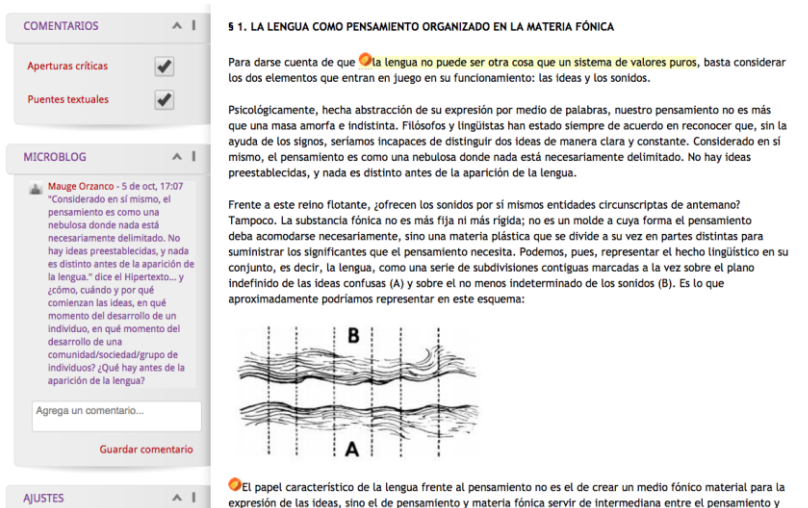 COMENTARIOS
Aperturas críticas
Puentes textuales
MICROBLOG
Mauge Orzanco - 5 de oct, 17:07
"Considerado en sí mismo, el
pensamiento es como una
nebulosa donde nada está
necesariamente delimitado. No
hay ideas preestablecidas, y nada
es distinto antes de la aparición de
la lengua." dice el Hipertexto... y
¿cómo, cuándo y por qué
comienzan las ideas, en qué
momento del desarrollo de un
individuo, en qué momento del
desarrollo de una
comunidad/sociedad/grupo de
individuos? ¿Qué hay antes de la
aparición de la lengua?
Agrega un comentario...
Guardar comentario
AJUSTES
§ 1. LA LENGUA COMO PENSAMIENTO ORGANIZADO EN LA MATERIA FÓNICA
Para darse cuenta de que la lengua no puede ser otra cosa que un sistema de valores puros, basta considerar
los dos elementos que entran en juego en su funcionamiento: las ideas y los sonidos.
Psicológicamente, hecha abstracción de su expresión por medio de palabras, nuestro pensamiento no es más
que una masa amorfa e indistinta. Filósofos y lingüistas han estado siempre de acuerdo en reconocer que, sin la
ayuda de los signos, seríamos incapaces de distinguir dos ideas de manera clara y constante. Considerado en sí
mismo, el pensamiento es como una nebulosa donde nada está necesariamente delimitado. No hay ideas
preestablecidas, y nada es distinto antes de la aparición de la lengua.
Frente a este reino flotante, ¿ofrecen los sonidos por sí mismos entidades circunscriptas de antemano?
Tampoco. La substancia fónica no es más fija ni más rígida; no es un molde a cuya forma el pensamiento
deba acomodarse necesariamente, sino una materia plástica que se divide a su vez en partes distintas para
suministrar los significantes que el pensamiento necesita. Podemos, pues, representar el hecho lingüístico en su
conjunto, es decir, la lengua, como una serie de subdivisiones contiguas marcadas a la vez sobre el plano
indefinido de las ideas confusas (A) y sobre el no menos indeterminado de los sonidos (B). Es lo que
aproximadamente podríamos representar en este esquema:
B
A
El papel característico de la lengua frente al pensamiento no es el de crear un medio fónico material para la
expresión de las ideas, sino el de pensamiento y materia fónica servir de intermediana entre el pensamiento y